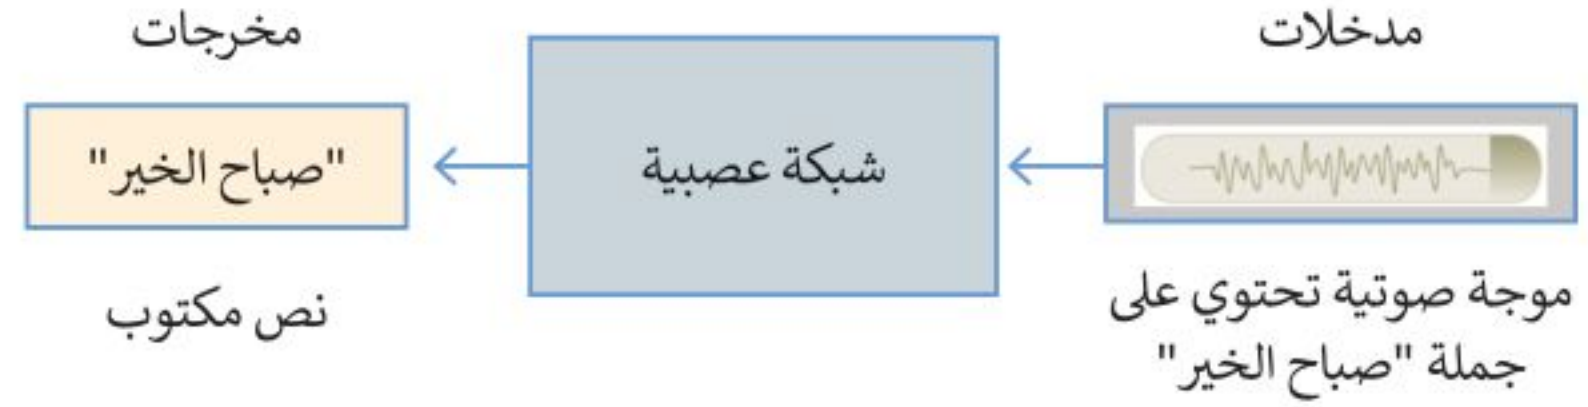 مدخلات
موجة صوتية تحتوي على
جملة "صباح الخير"
شبكة عصبية
مخرجات
"صباح الخير"
نص مكتوب